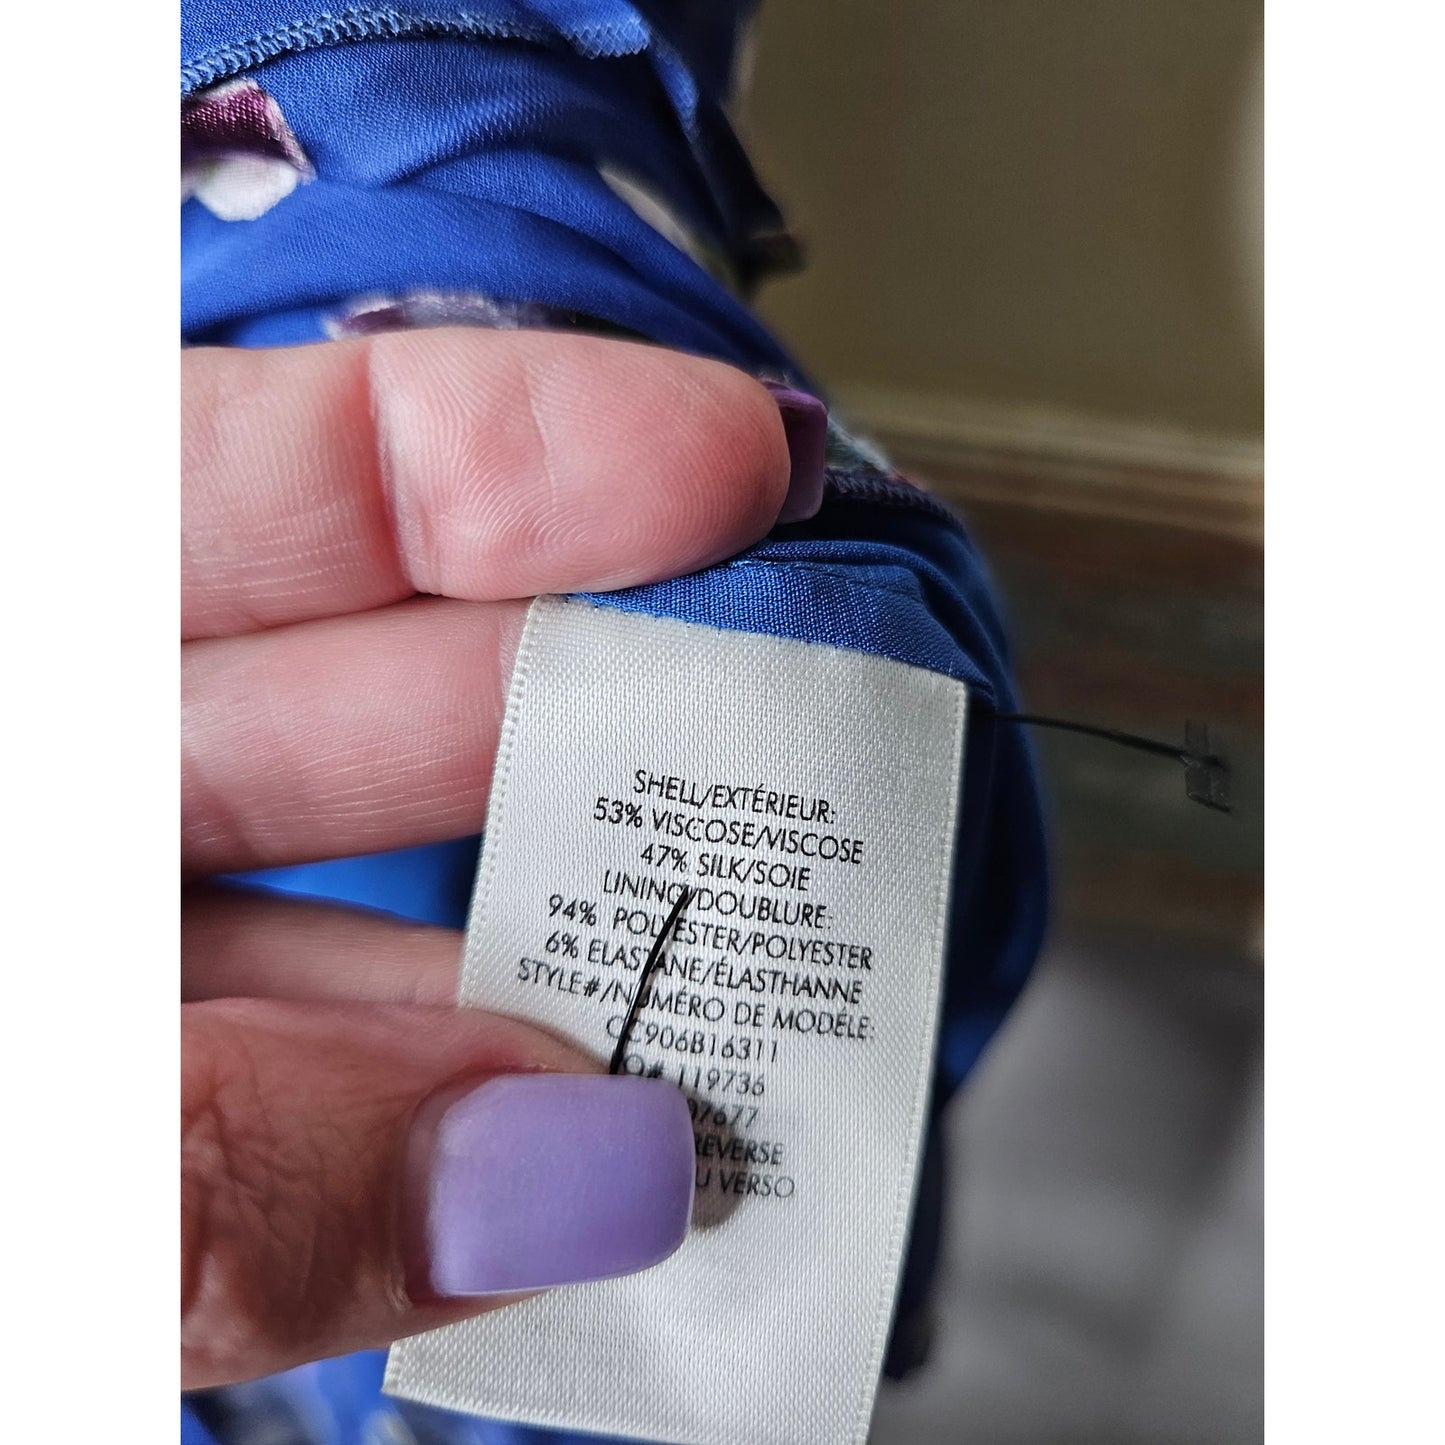 SHELL/EXTÉRIEUR:
53% VISCOSE/VISCOSE
47% SILK/SOIE
LINING/DOUBLURE:
94% POLYESTER/POLYESTER
6% ELASTANE/ÉLASTHANNE
STYLE#/NUMÉRO DE MODÈLE:
CC906B16311
119736
REVERSE
VERSO